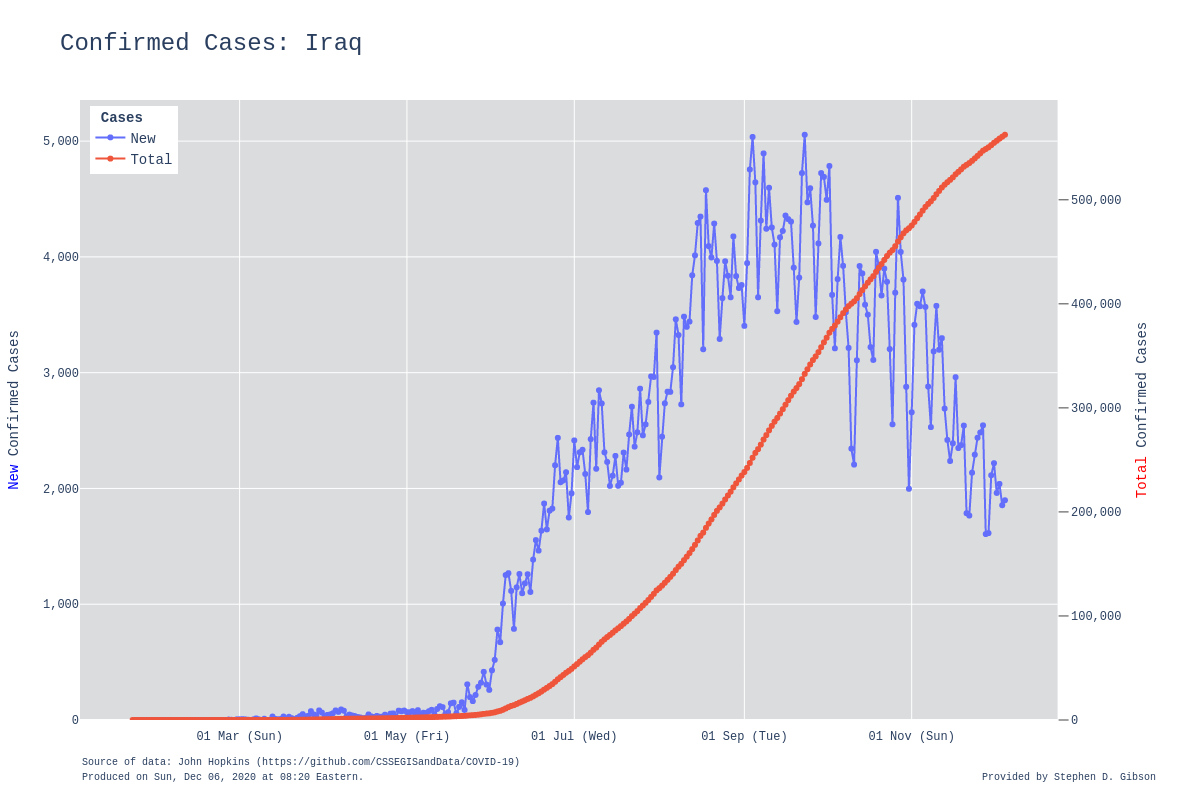 Confirmed Cases: Iraq
Cases
New
Total
5,000
4,000
3,000
2,000
1,000
0
500,000
400,000
300,000
200,000
100,000
0
New Confirmed Cases
Total Confirmed Cases
01 Mar (Sun)
01 May (Fri)
01 Jul (Wed)
01 Sep (Tue)
01 Nov (Sun)
Source of data: John Hopkins (https://github.com/CSSEGISandData/COVID-19)
Produced on Sun, Dec 06, 2020 at 08:20 Eastern.
Provided by Stephen D. Gibson